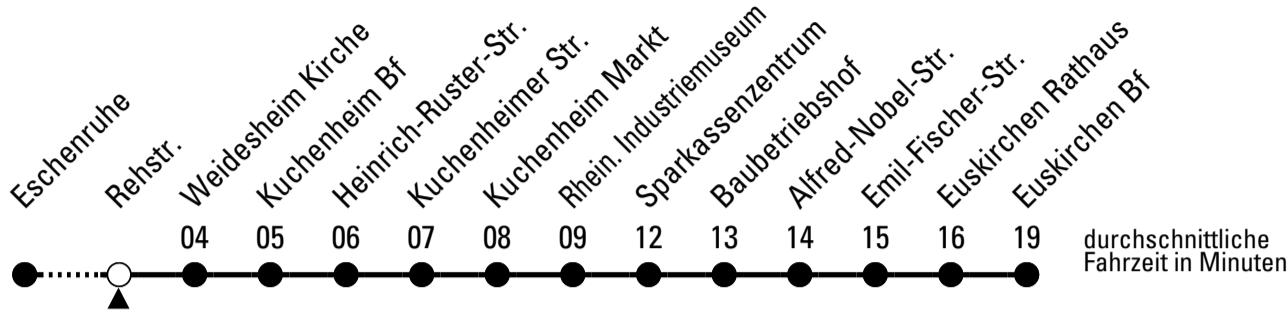 Eschenruhe
Rehstr.
Weidesheim Kirche
Kuchenheim Bf
Heinrich-Ruster-Str.
Kuchenheimer Str.
Kuchenheim Markt
Rhein. Industriemuseum
Sparkassenzentrum
Baubetriebshof
Alfred-Nobel-Str.
Emil-Fischer-Str.
Euskirchen Rathaus
Euskirchen Bf
04 05 06 07 08 09 12 13 14 15 16 19
durchschnittliche
Fahrzeit in Minuten